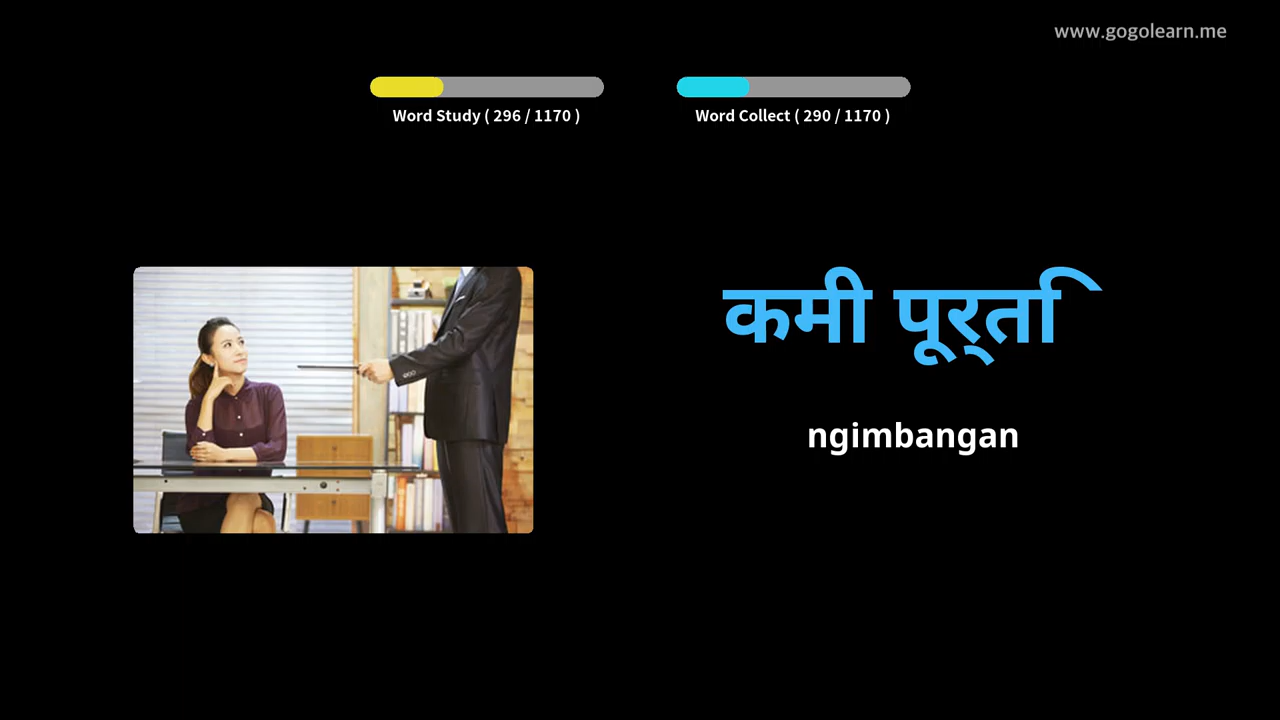 www.gogolearn.me
Word Study ( 296 / 1170 )
Word Collect ( 290 / 1170 )
कमी पूर्ति
ngimbangan